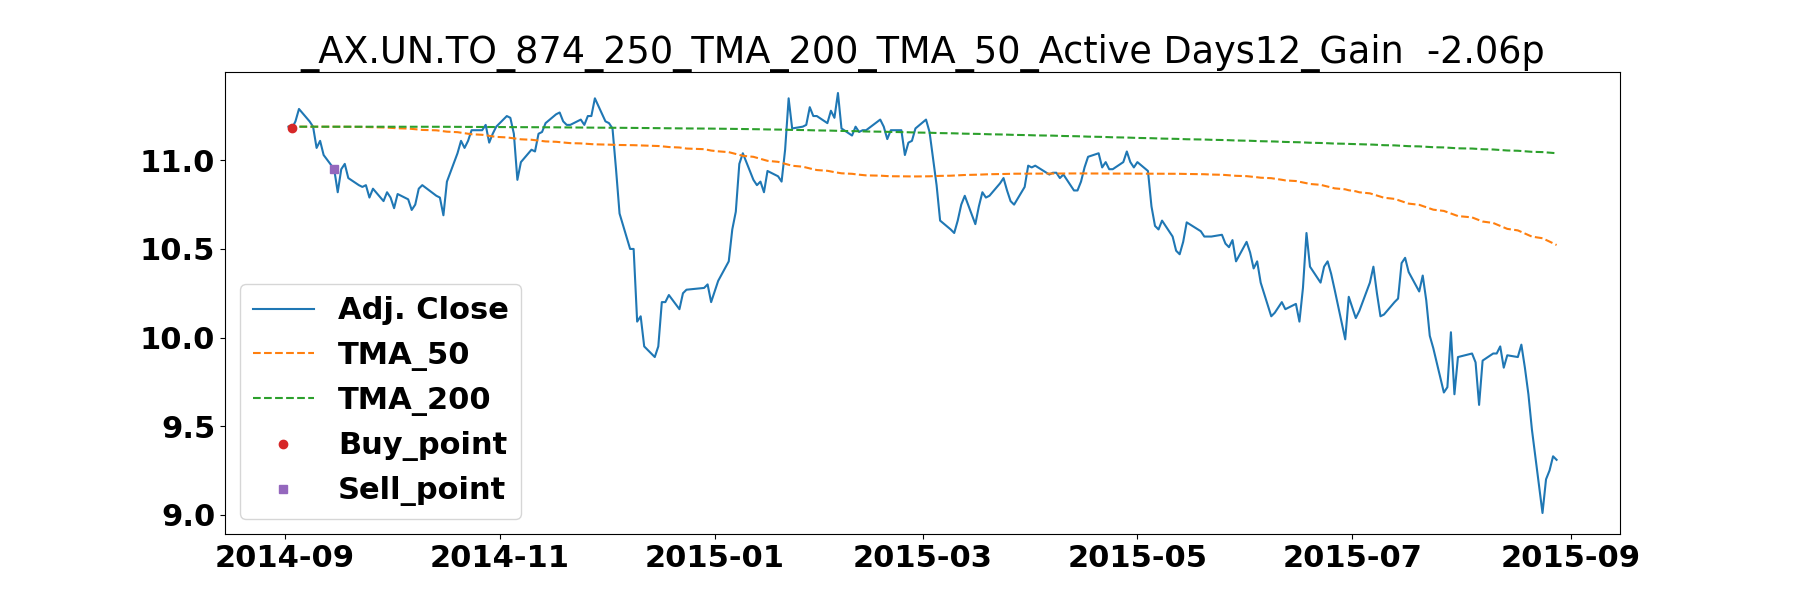 _AX.UN.TO_874_250_TMA_200_TMA_50_Active Days12_Gain  -2.06p
11.0
10.5
10.0
9.5
9.0
Adj. Close
TMA_50
TMA_200
Buy_point
Sell_point
2014-09 2014-11 2015-01 2015-03 2015-05 2015-07 2015-09